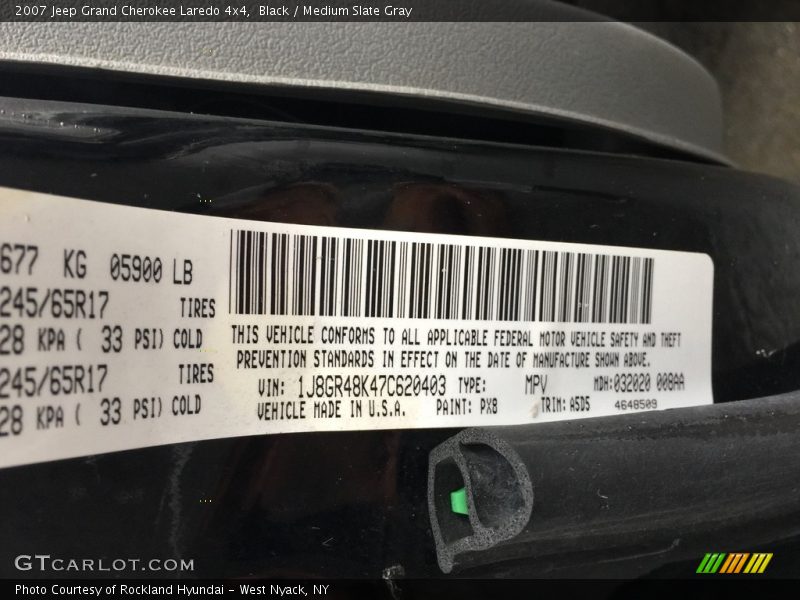 2007 Jeep Grand Cherokee Laredo 4x4, Black / Medium Slate Gray
677 KG 05900 LB
245/65R17 TIRES
28 KPA ( 33 PSI) COLD
245/65R17 TIRES
28 KPA ( 33 PSI) COLD
THIS VEHICLE CONFORMS TO ALL APPLICABLE FEDERAL MOTOR VEHICLE SAFETY AND THEFT
PREVENTION STANDARDS IN EFFECT ON THE DATE OF MANUFACTURE SHOWN ABOVE.
VIN: 1J8GR48K47C620403 TYPE: MPV MDH:032020 008AA
VEHICLE MADE IN U.S.A. PAINT: PX8 TRIM: A5D5 4648509
GTCARLOT.COM
Photo Courtesy of Rockland Hyundai - West Nyack, NY